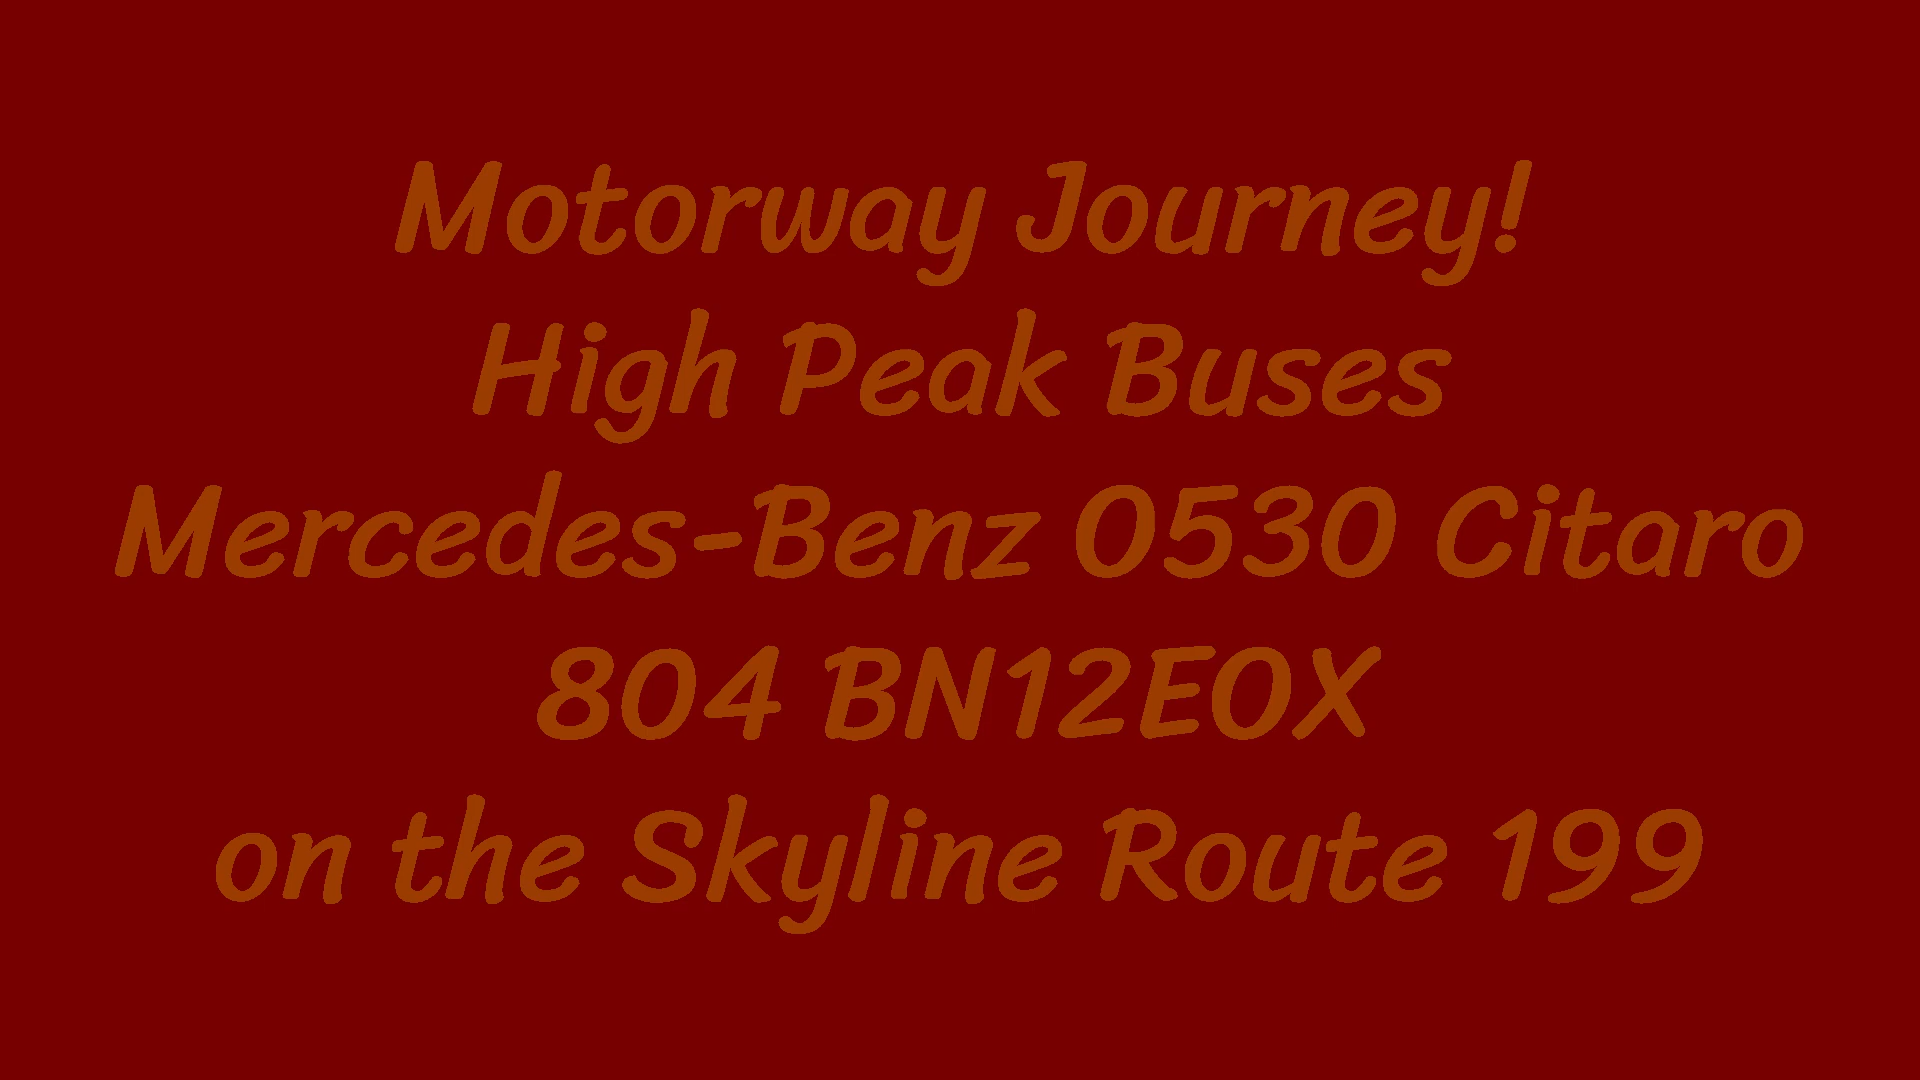 Motorway Journey!
High Peak Buses
Mercedes-Benz O530 Citaro
804 BN12EOX
on the Skyline Route 199